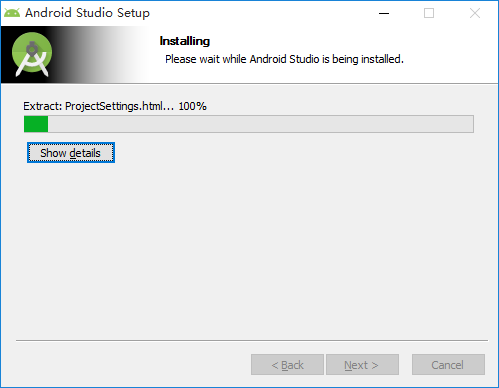 Android Studio Setup
Installing
Please wait while Android Studio is being installed.
Extract: ProjectSettings.html... 100%
Show details
< Back
Next >
Cancel